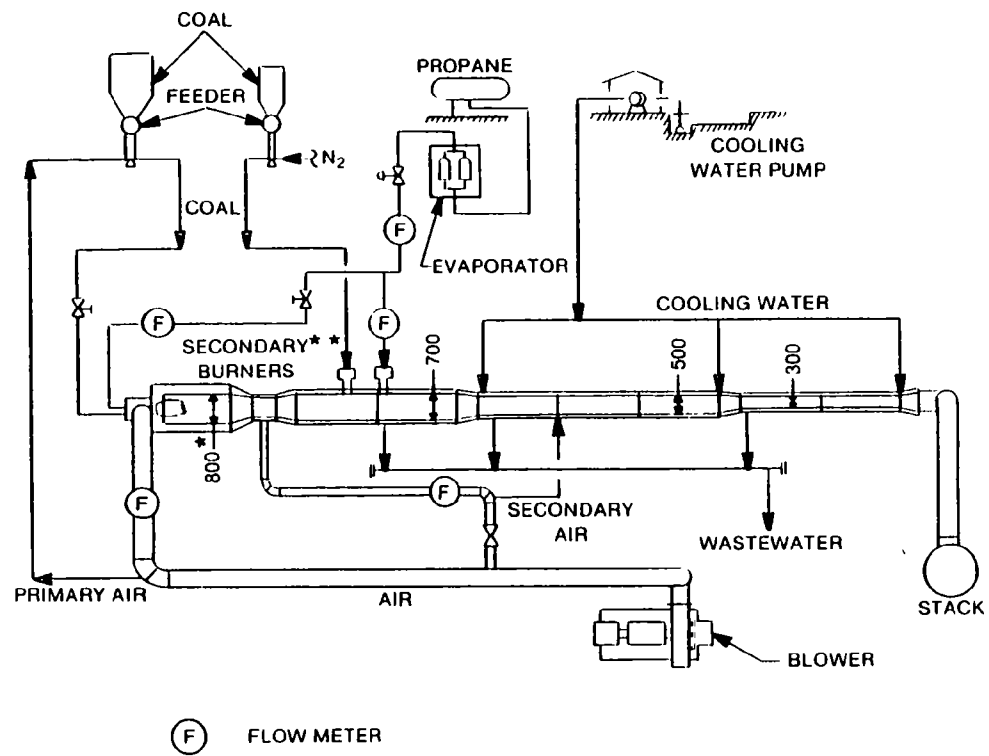 COAL
FEEDER
N₂
COAL
PROPANE
EVAPORATOR
COOLING
WATER PUMP
COOLING WATER
F
F
F
SECONDARY**
BURNERS
800*
700
500
300
F
F
SECONDARY
AIR
WASTEWATER
PRIMARY AIR
AIR
STACK
BLOWER
F FLOW METER